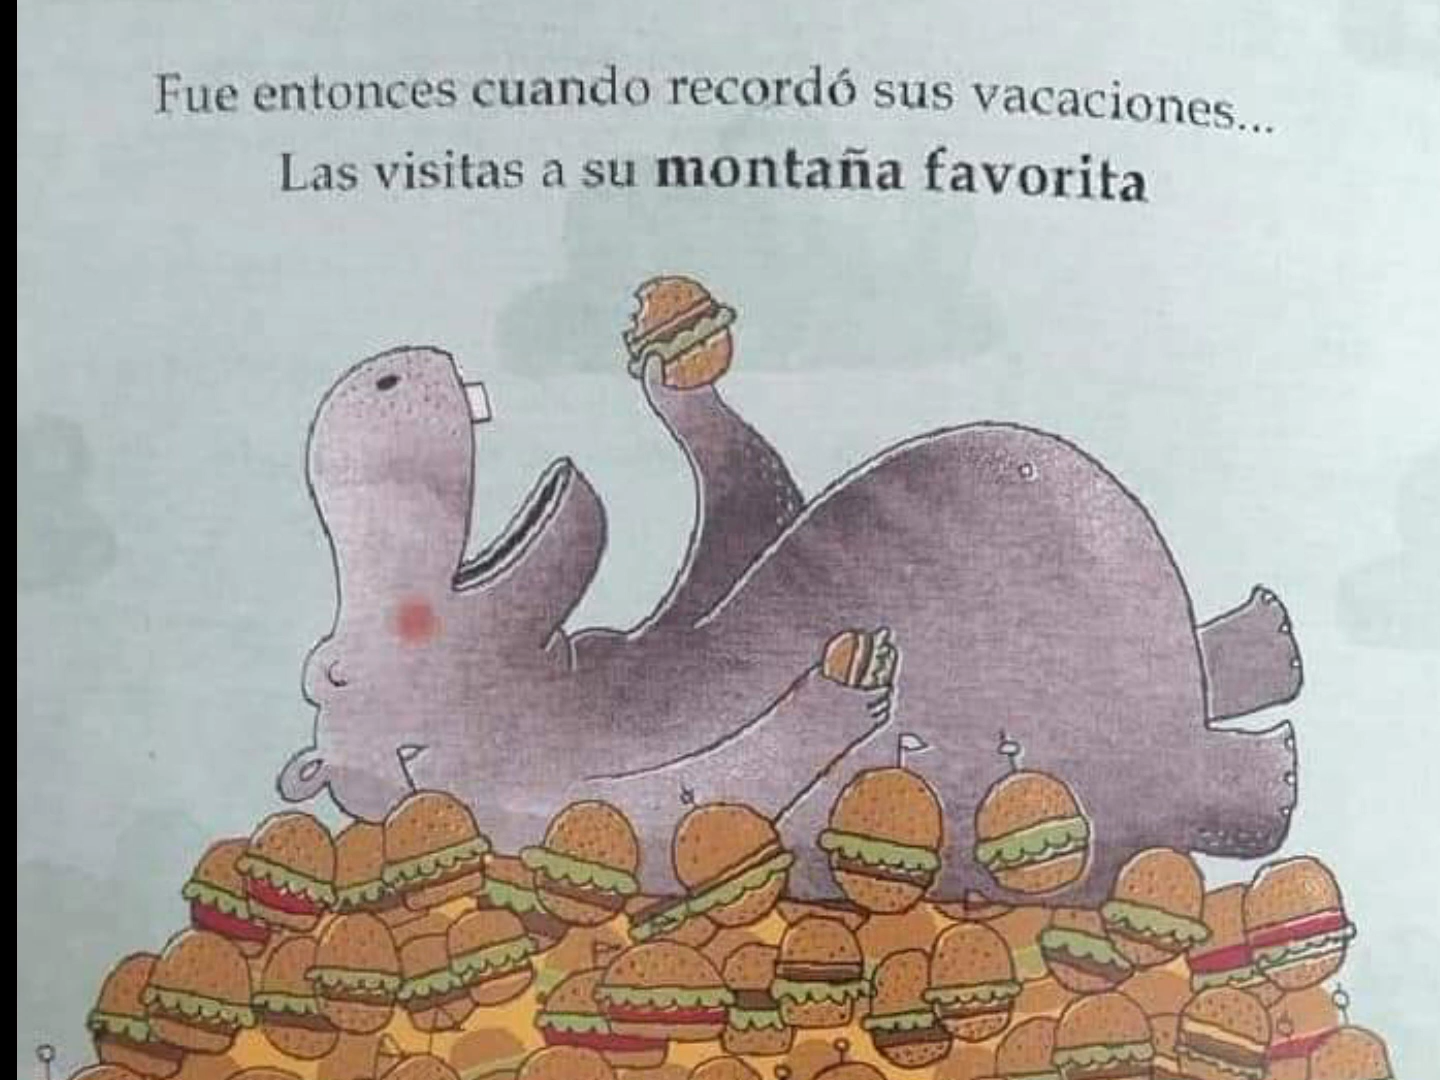 Fue entonces cuando recordó sus vacaciones...
Las visitas a su montaña favorita